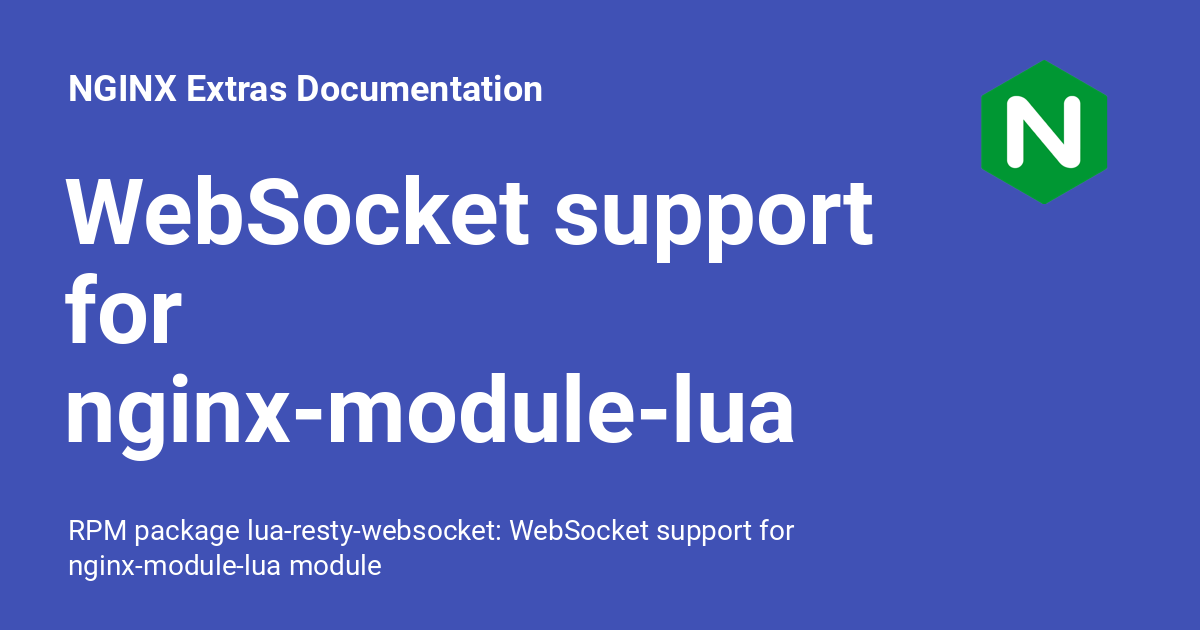 NGINX Extras Documentation
N
WebSocket support
for
nginx-module-lua
RPM package lua-resty-websocket: WebSocket support for
nginx-module-lua module